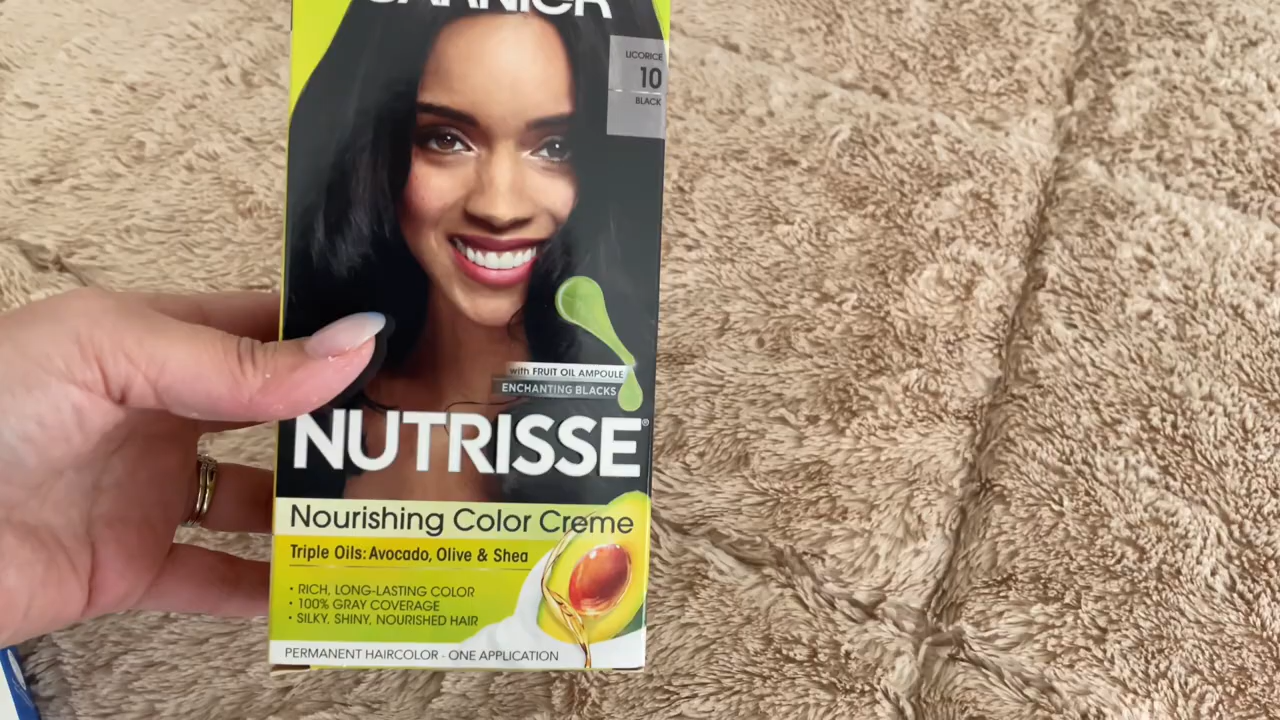 GARNIER
LICORICE
10
BLACK
with FRUIT OIL AMPOULE
ENCHANTING BLACKS
NUTRISSE®
Nourishing Color Creme
Triple Oils: Avocado, Olive & Shea
• RICH, LONG-LASTING COLOR
• 100% GRAY COVERAGE
• SILKY, SHINY, NOURISHED HAIR
PERMANENT HAIRCOLOR - ONE APPLICATION